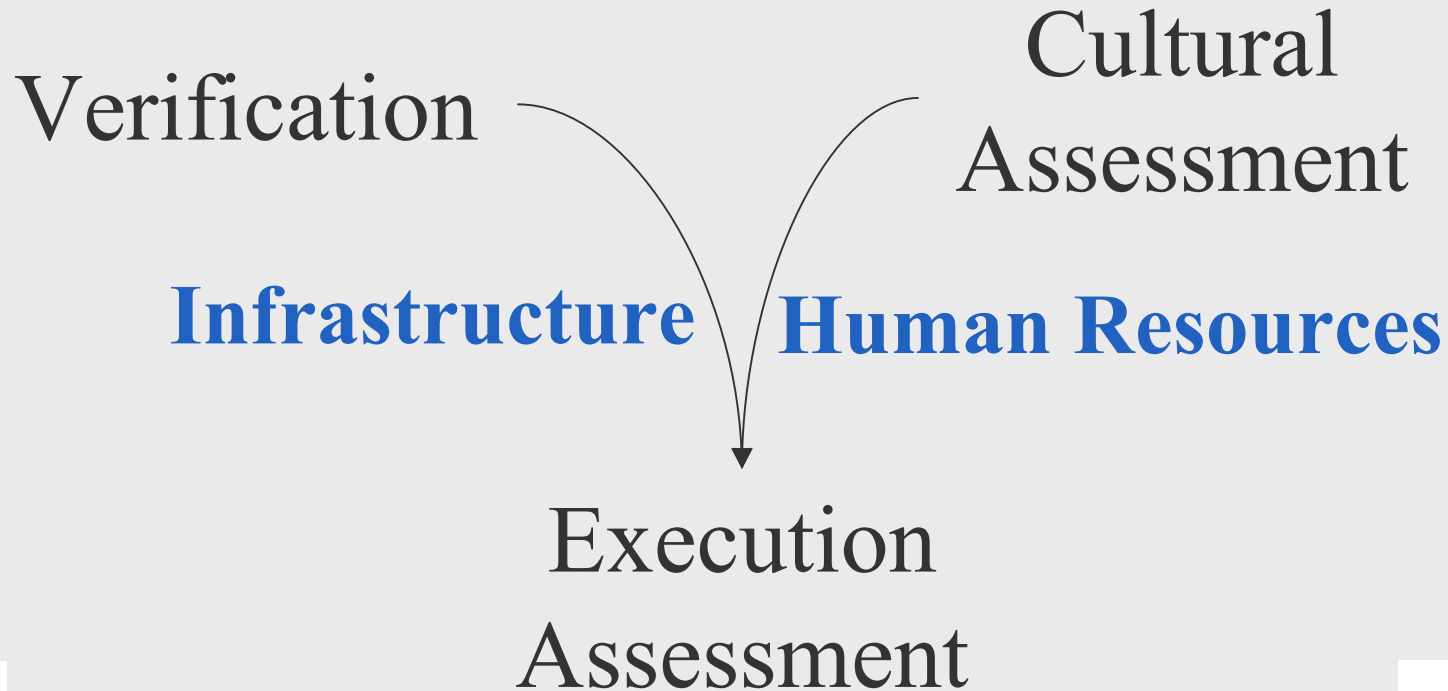 Verification
Cultural
Assessment
Infrastructure
Human Resources
Execution
Assessment